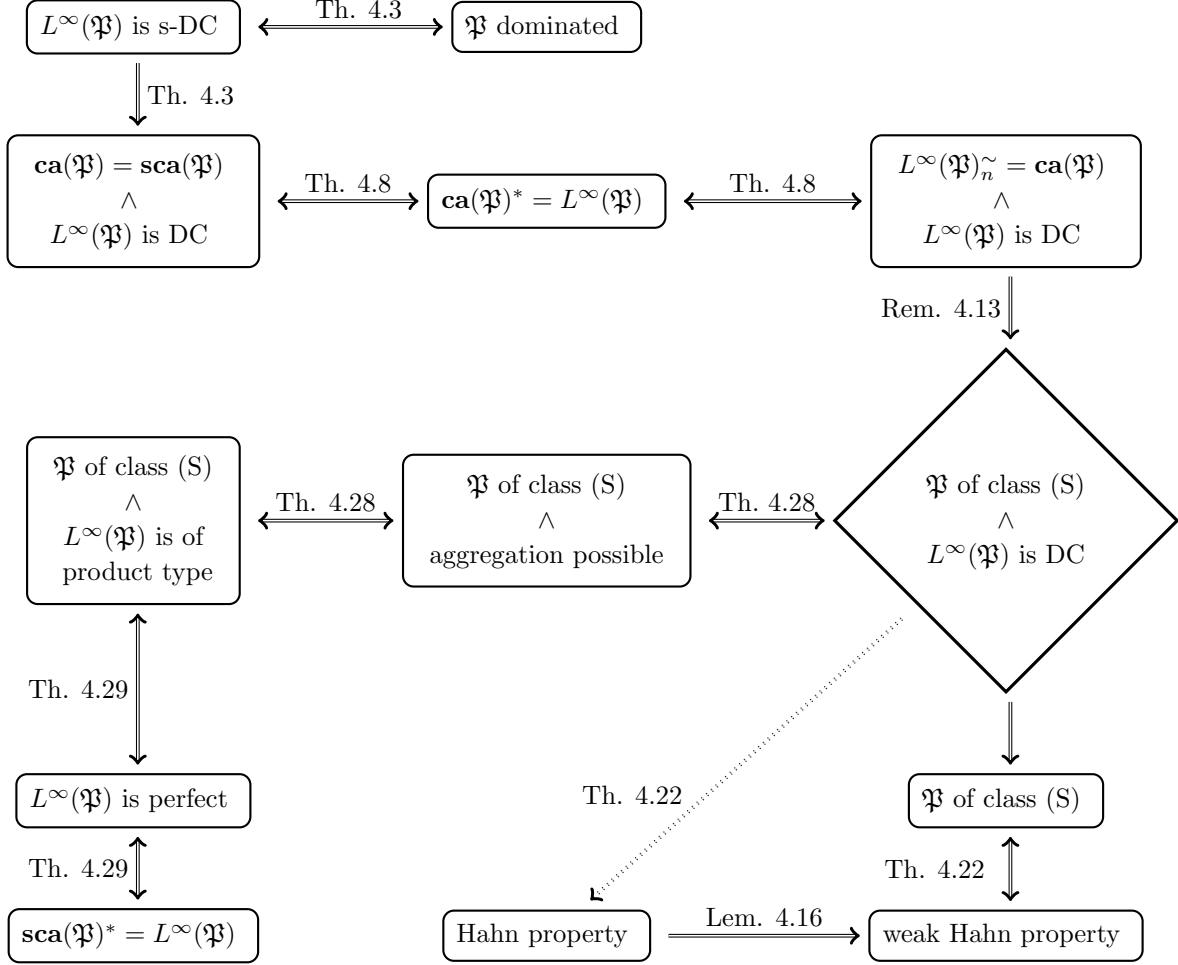 L∞(𝔓) is s-DC
Th. 4.3
𝔓 dominated
Th. 4.3
ca(𝔓) = sca(𝔓)
∧
L∞(𝔓) is DC
Th. 4.8
ca(𝔓)* = L∞(𝔓)
Th. 4.8
L∞(𝔓)~n = ca(𝔓)
∧
L∞(𝔓) is DC
Rem. 4.13
𝔓 of class (S)
∧
L∞(𝔓) is of
product type
Th. 4.28
𝔓 of class (S)
∧
aggregation possible
Th. 4.28
𝔓 of class (S)
∧
L∞(𝔓) is DC
Th. 4.29
Th. 4.22
L∞(𝔓) is perfect
𝔓 of class (S)
Th. 4.29
Th. 4.22
sca(𝔓)* = L∞(𝔓)
Hahn property
Lem. 4.16
weak Hahn property